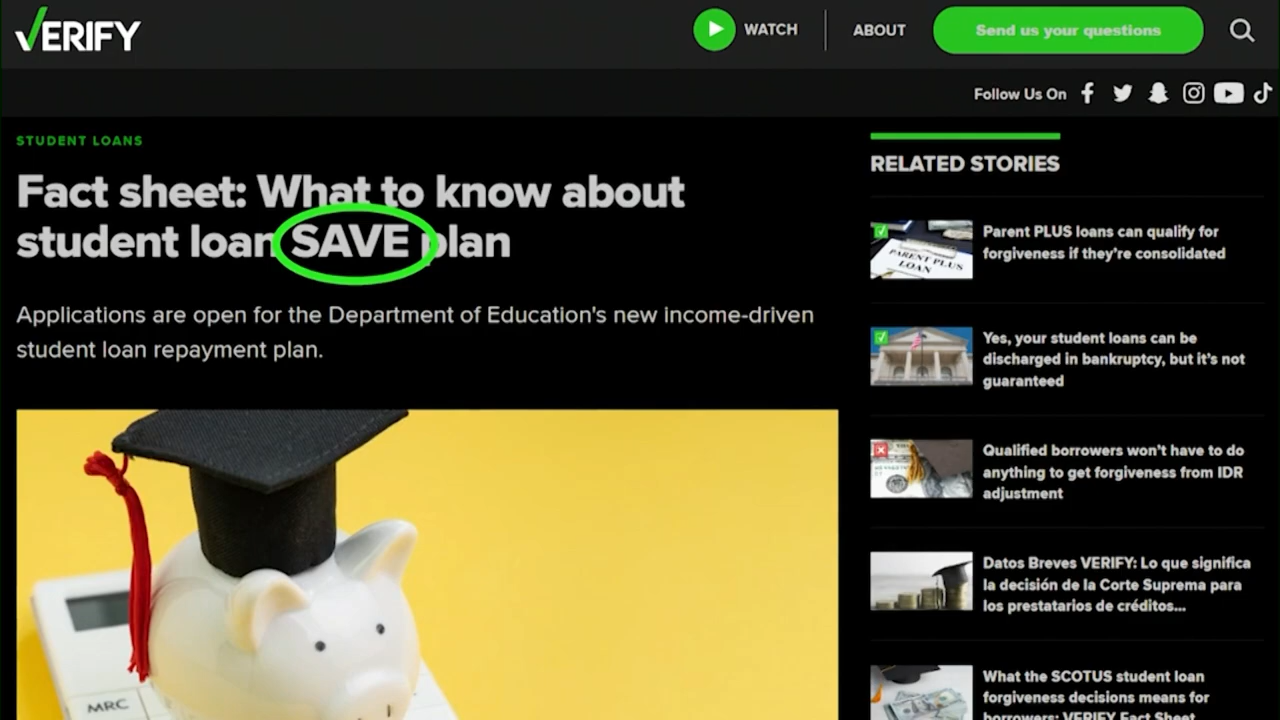 VERIFY
WATCH
ABOUT
Send us your questions
Follow Us On
STUDENT LOANS
Fact sheet: What to know about
student loan SAVE plan
Applications are open for the Department of Education's new income-driven
student loan repayment plan.
MRC
RELATED STORIES
PARENT PLUS
LOAN
Parent PLUS loans can qualify for
forgiveness if they're consolidated
Yes, your student loans can be
discharged in bankruptcy, but it's not
guaranteed
Qualified borrowers won't have to do
anything to get forgiveness from IDR
adjustment
Datos Breves VERIFY: Lo que significa
la decisión de la Corte Suprema para
los prestatarios de créditos...
What the SCOTUS student loan
forgiveness decisions means for
borrowers: VERIFY Fact Sheet